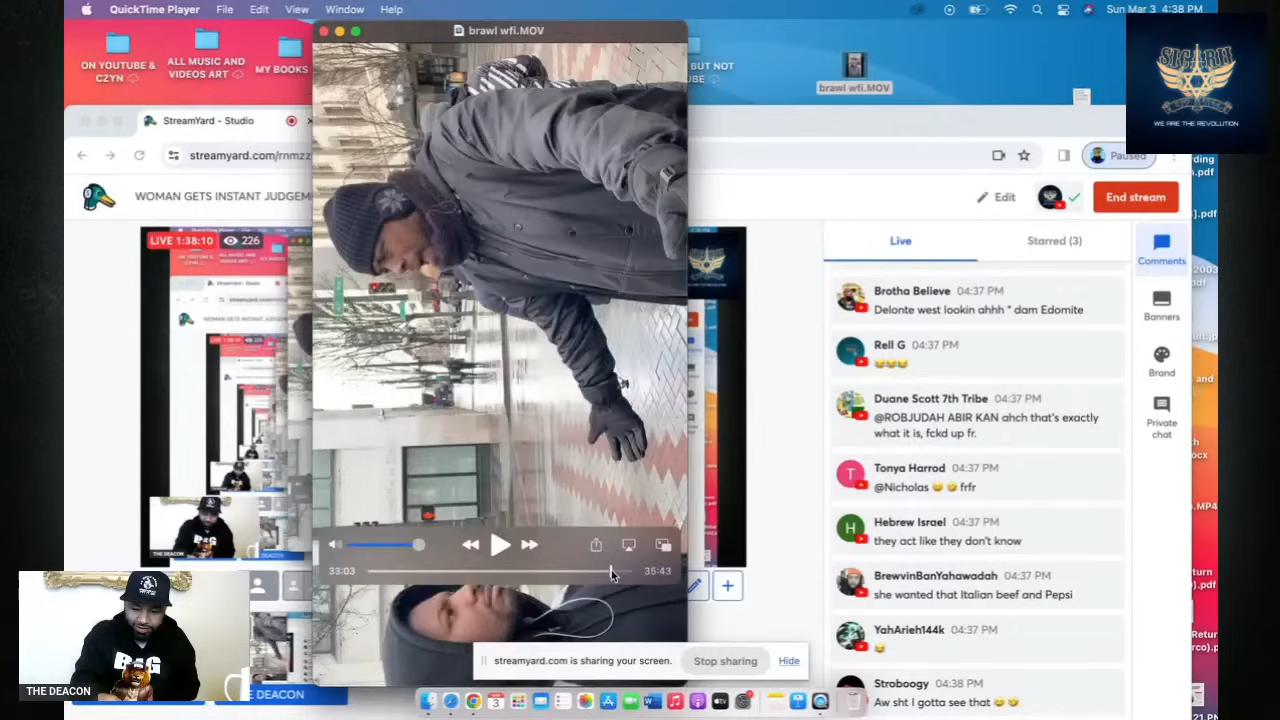 QuickTime Player File Edit View Window Help
Sun Mar 3 4:38 PM
ON YOUTUBE &
CZYN
ALL MUSIC AND
VIDEOS ART
MY BOOKS
brawl wfi.MOV
BUT NOT
brawl wfi.MOV
SICARII
WE ARE THE REVOLUTION
StreamYard - Studio
streamyard.com/rnmzz
Paused
WOMAN GETS INSTANT JUDGEM
Edit
End stream
LIVE 1:38:10 226
Live
Starred (3)
Comments
Banners
Brand
Private
chat
Brotha Believe 04:37 PM
Delonte west lookin ahhh " dam Edomite
Rell G 04:37 PM
😂😂😂
Duane Scott 7th Tribe 04:37 PM
@ROBJUDAH ABIR KAN ahch that's exactly
what it is, fckd up fr.
T
Tonya Harrod 04:37 PM
@Nicholas 😄 🤣 frfr
H
Hebrew Israel 04:37 PM
they act like they don't know
BrewvinBanYahawadah 04:37 PM
she wanted that Italian beef and Pepsi
YahArieh144k 04:37 PM
😂
Stroboogy 04:38 PM
Aw sht I gotta see that 😄 🤣
33:03
35:43
streamyard.com is sharing your screen.
Stop sharing
Hide
THE DEACON
THE DEACON
DEACON